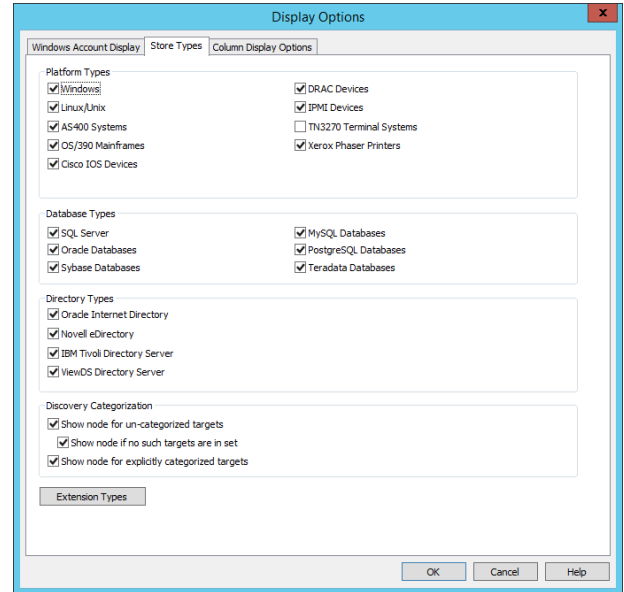 Display Options
x
Windows Account Display Store Types Column Display Options
Platform Types
Windows DRAC Devices
Linux/Unix IPMI Devices
AS400 Systems TN3270 Terminal Systems
OS/390 Mainframes Xerox Phaser Printers
Cisco IOS Devices
Database Types
SQL Server MySQL Databases
Oracle Databases PostgreSQL Databases
Sybase Databases Teradata Databases
Directory Types
Oracle Internet Directory
Novell eDirectory
IBM Tivoli Directory Server
ViewDS Directory Server
Discovery Categorization
Show node for un-categorized targets
Show node if no such targets are in set
Show node for explicitly categorized targets
Extension Types
OK Cancel Help